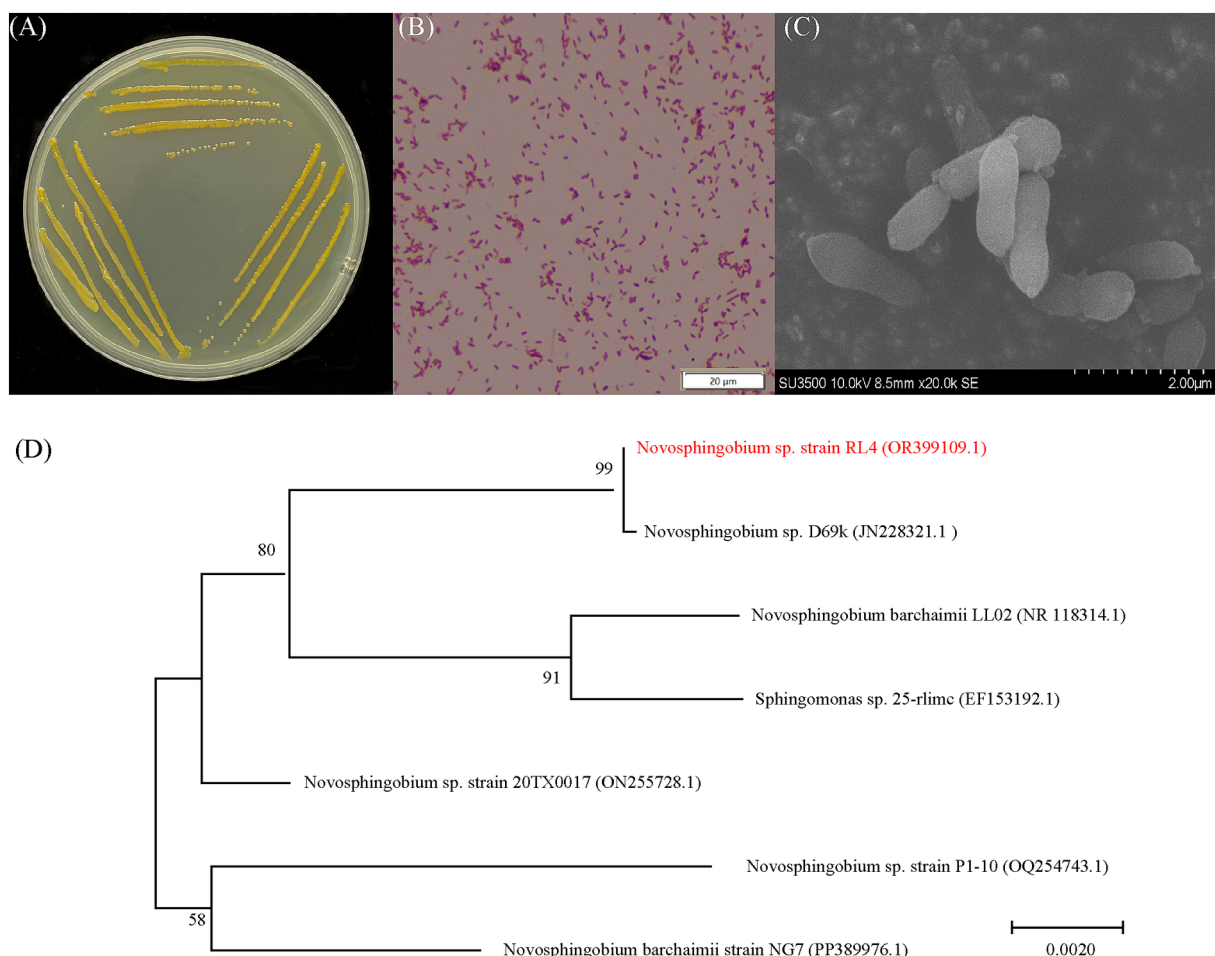 (A)
(B)
(C)
20 μm
SU3500 10.0kV 8.5mm x20.0k SE
2.00μm
(D)
Novosphingobium sp. strain RL4 (OR399109.1)
99
Novosphingobium sp. D69k (JN228321.1 )
80
Novosphingobium barchaimii LL02 (NR 118314.1)
91
Sphingomonas sp. 25-rlimc (EF153192.1)
Novosphingobium sp. strain 20TX0017 (ON255728.1)
Novosphingobium sp. strain P1-10 (OQ254743.1)
58
Novosphingobium barchaimii strain NG7 (PP389976.1)
0.0020